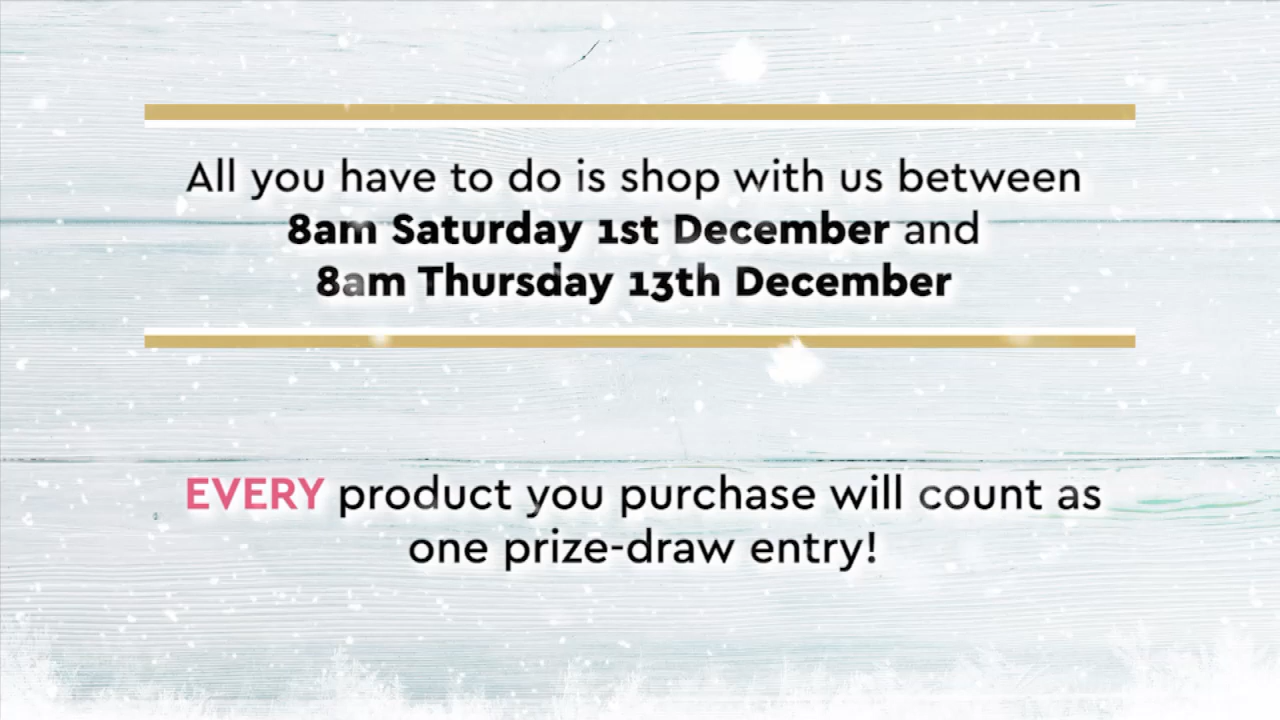 All you have to do is shop with us between
8am Saturday 1st December and
8am Thursday 13th December
EVERY product you purchase will count as
one prize-draw entry!